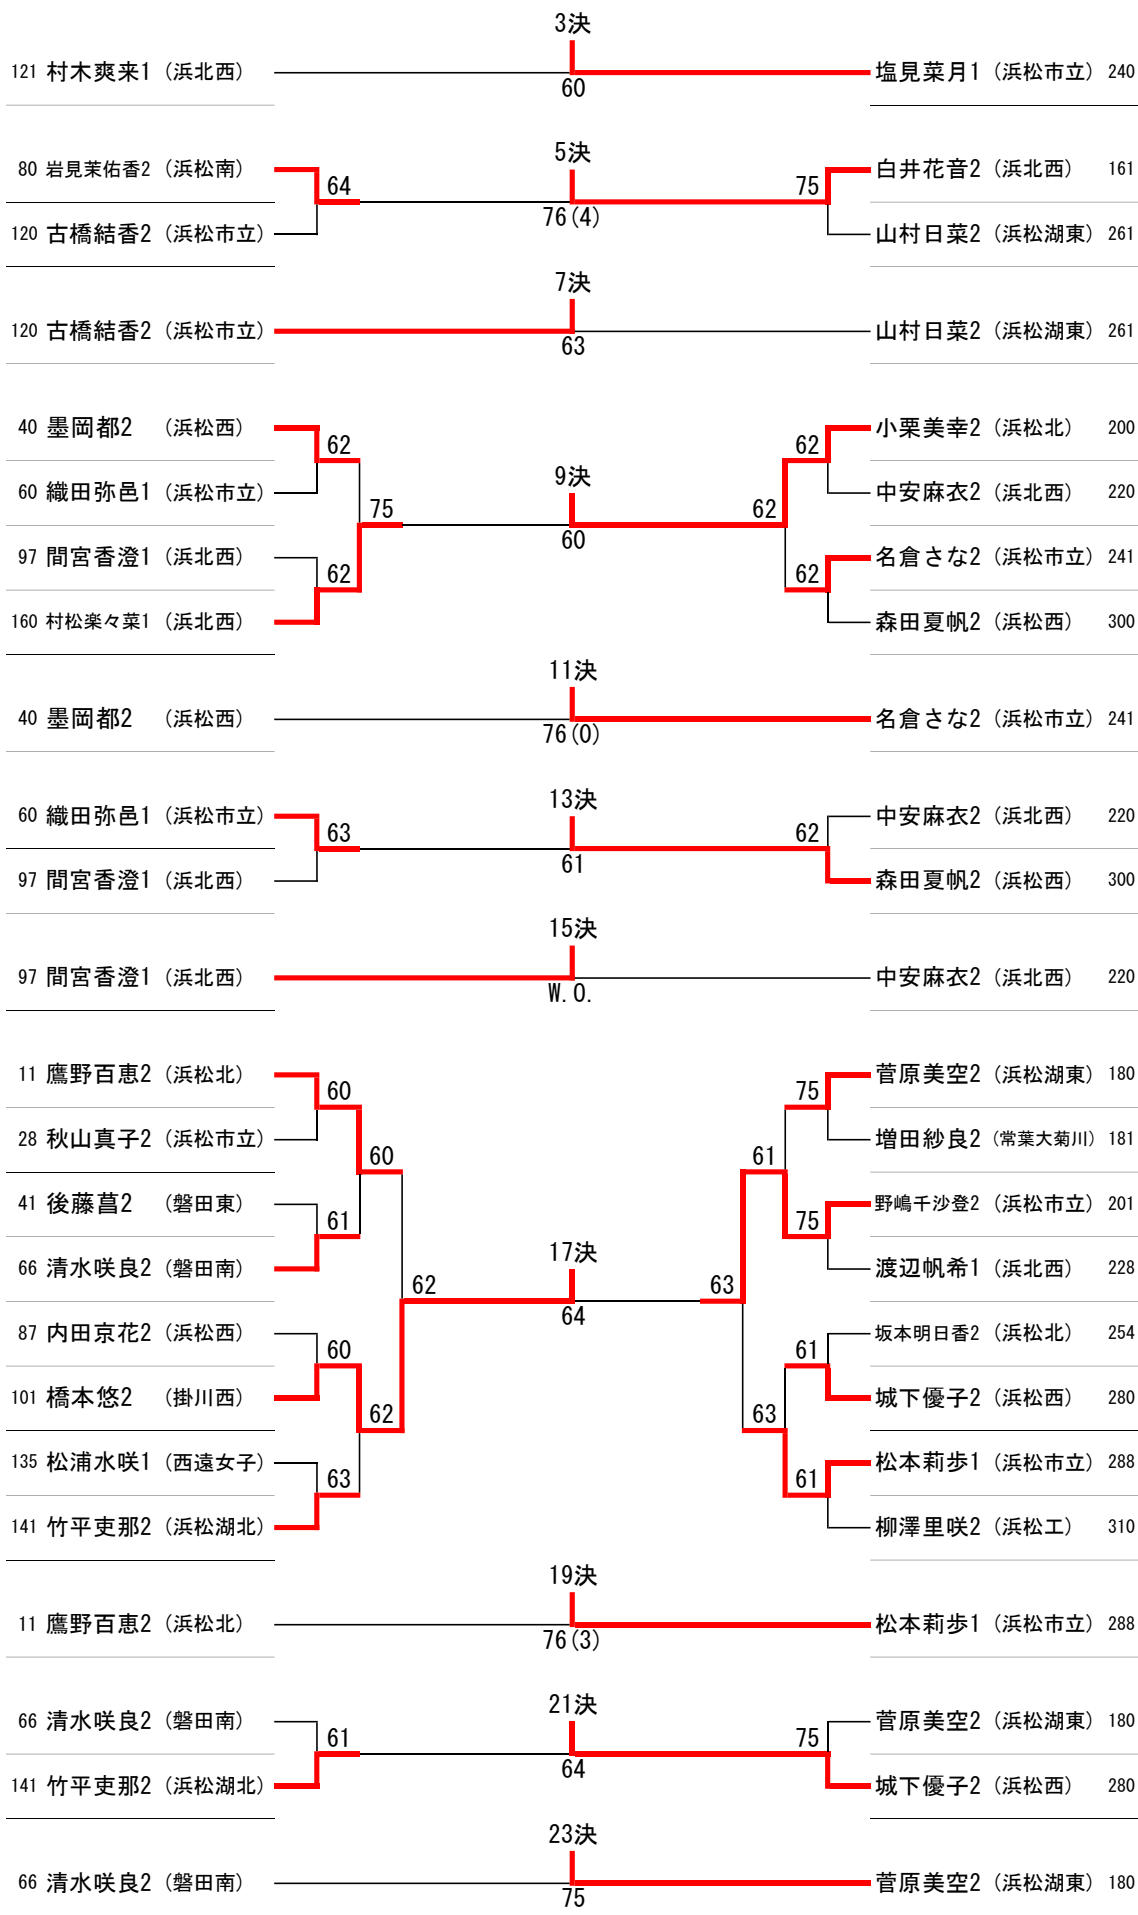 3決
121 村木爽来1 (浜北西) 塩見菜月1 (浜松市立) 240
60
5決
80 岩見茉佑香2 (浜松南) 白井花音2 (浜北西) 161
64 75
76(4)
120 古橋結香2 (浜松市立) 山村日菜2 (浜松湖東) 261
7決
120 古橋結香2 (浜松市立) 山村日菜2 (浜松湖東) 261
63
40 墨岡都2 (浜松西) 小栗美幸2 (浜松北) 200
62 62
9決
60 織田弥邑1 (浜松市立) 中安麻衣2 (浜北西) 220
75 62
60
97 間宮香澄1 (浜北西) 名倉さな2 (浜松市立) 241
62 62
160 村松楽々菜1 (浜北西) 森田夏帆2 (浜松西) 300
11決
40 墨岡都2 (浜松西) 名倉さな2 (浜松市立) 241
76(0)
13決
60 織田弥邑1 (浜松市立) 中安麻衣2 (浜北西) 220
63 62
61
97 間宮香澄1 (浜北西) 森田夏帆2 (浜松西) 300
15決
97 間宮香澄1 (浜北西) 中安麻衣2 (浜北西) 220
W.O.
11 鷹野百恵2 (浜松北) 菅原美空2 (浜松湖東) 180
60 75
28 秋山真子2 (浜松市立) 増田紗良2 (常葉大菊川) 181
60 61
41 後藤菖2 (磐田東) 野嶋千沙登2 (浜松市立) 201
61 75
17決
66 清水咲良2 (磐田南) 渡辺帆希1 (浜北西) 228
62 63
64
87 内田京花2 (浜松西) 坂本明日香2 (浜松北) 254
60 61
101 橋本悠2 (掛川西) 城下優子2 (浜松西) 280
62 63
135 松浦水咲1 (西遠女子) 松本莉歩1 (浜松市立) 288
63 61
141 竹平吏那2 (浜松湖北) 柳澤里咲2 (浜松工) 310
19決
11 鷹野百恵2 (浜松北) 松本莉歩1 (浜松市立) 288
76(3)
21決
66 清水咲良2 (磐田南) 菅原美空2 (浜松湖東) 180
61 75
64
141 竹平吏那2 (浜松湖北) 城下優子2 (浜松西) 280
23決
66 清水咲良2 (磐田南) 菅原美空2 (浜松湖東) 180
75